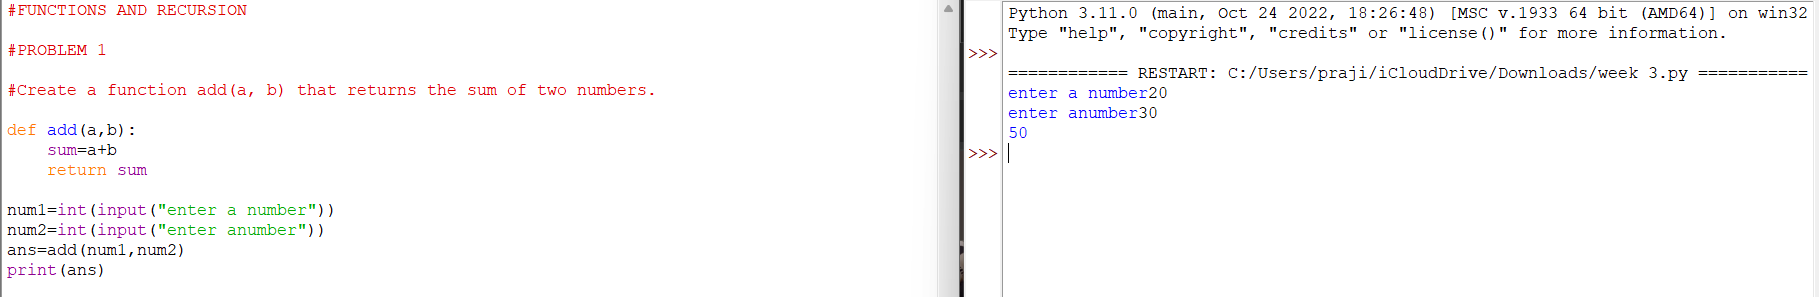 #FUNCTIONS AND RECURSION
#PROBLEM 1
#Create a function add(a, b) that returns the sum of two numbers.
def add(a,b):
    sum=a+b
    return sum
num1=int(input("enter a number"))
num2=int(input("enter anumber"))
ans=add(num1,num2)
print(ans)
Python 3.11.0 (main, Oct 24 2022, 18:26:48) [MSC v.1933 64 bit (AMD64)] on win32
Type "help", "copyright", "credits" or "license()" for more information.
>>>
============ RESTART: C:/Users/praji/iCloudDrive/Downloads/week 3.py ===========
enter a number20
enter anumber30
50
>>>